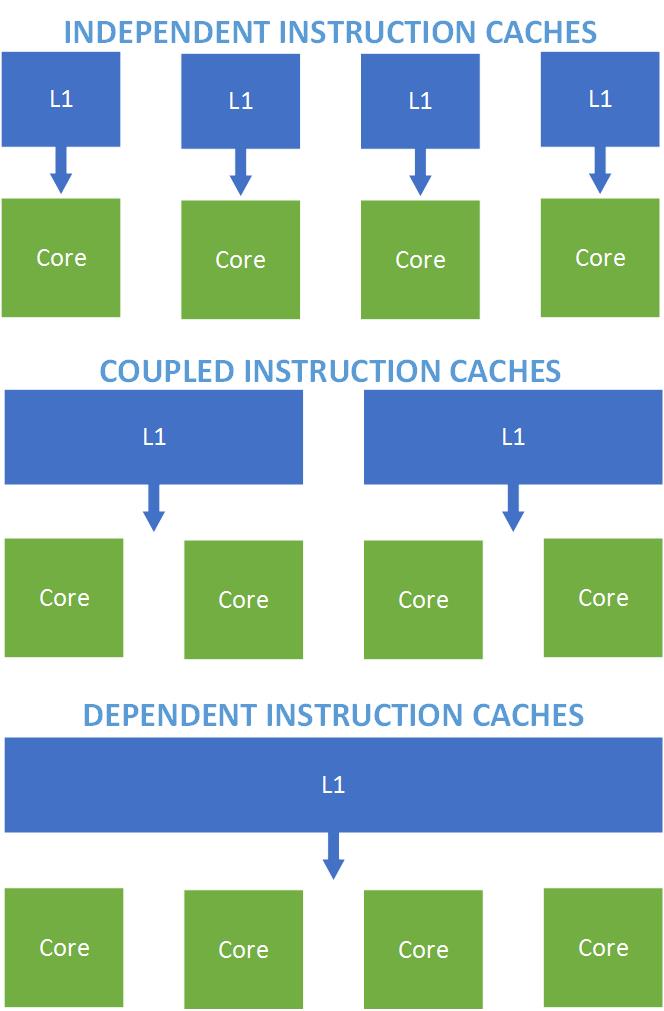 INDEPENDENT INSTRUCTION CACHES
L1 L1 L1 L1
Core Core Core Core
COUPLED INSTRUCTION CACHES
L1 L1
Core Core Core Core
DEPENDENT INSTRUCTION CACHES
L1
Core Core Core Core